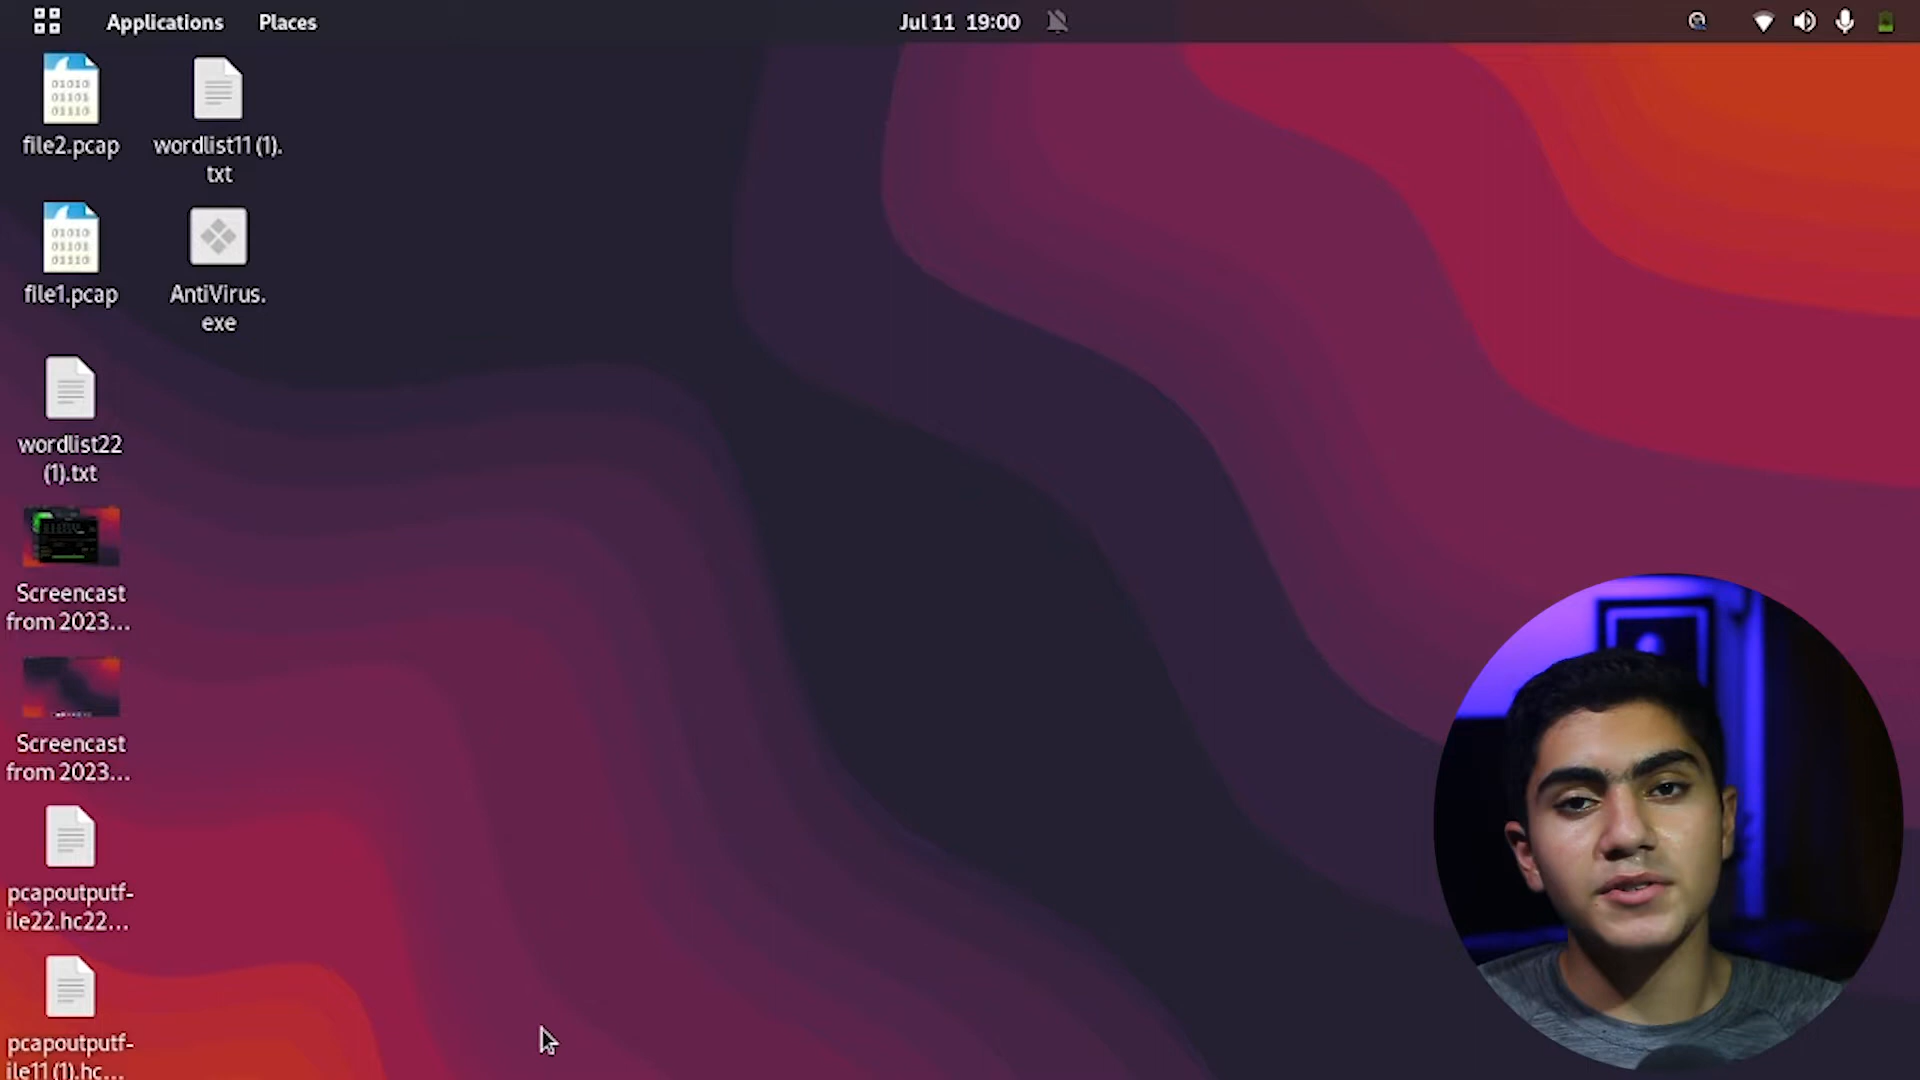 Applications Places Jul 11 19:00
file2.pcap
wordlist11 (1).
txt
file1.pcap
AntiVirus.
exe
wordlist22
(1).txt
Screencast
from 2023...
Screencast
from 2023...
pcapoutputf-
ile22.hc22...
pcapoutputf-
ile11 (1).hc...